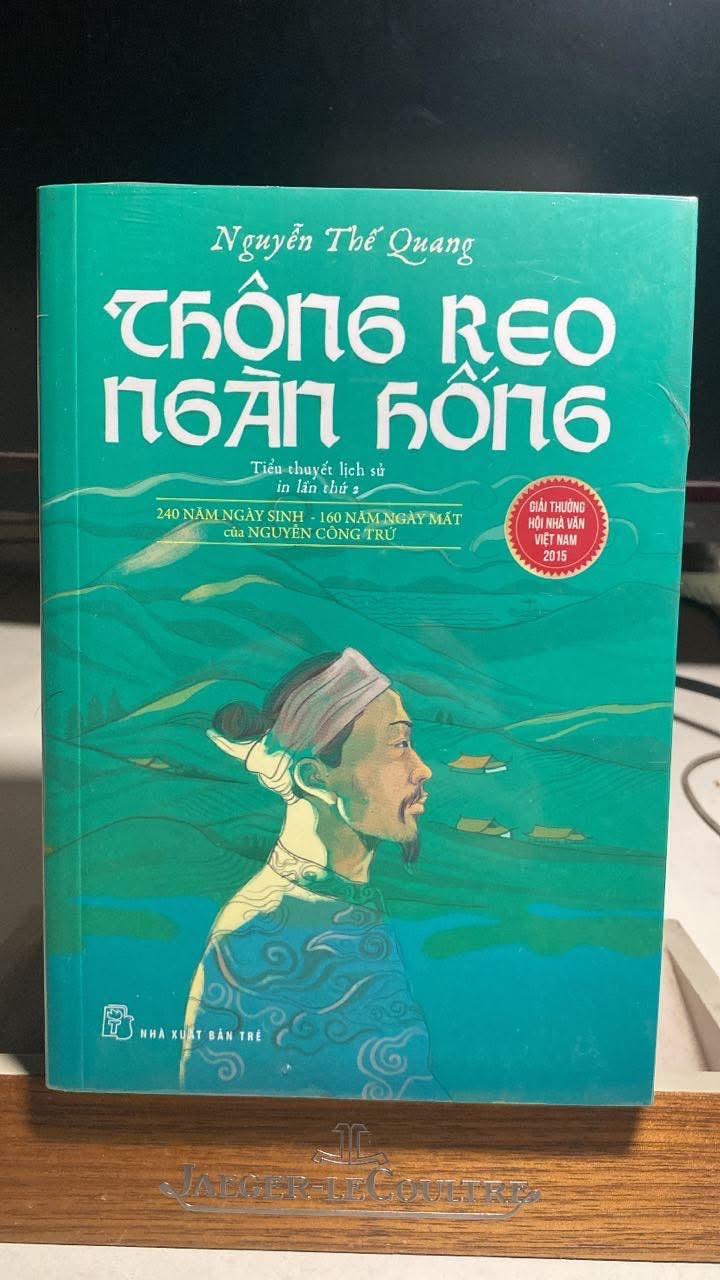 Nguyễn Thế Quang
THÔNG REO
NGÀN HỐNG
Tiểu thuyết lịch sử
in lần thứ 2
240 NĂM NGÀY SINH - 160 NĂM NGÀY MẤT
của NGUYỄN CÔNG TRỨ
GIẢI THƯỞNG
HỘI NHÀ VĂN
VIỆT NAM
2015
NHÀ XUẤT BẢN TRẺ
JAEGER-LECOULTRE